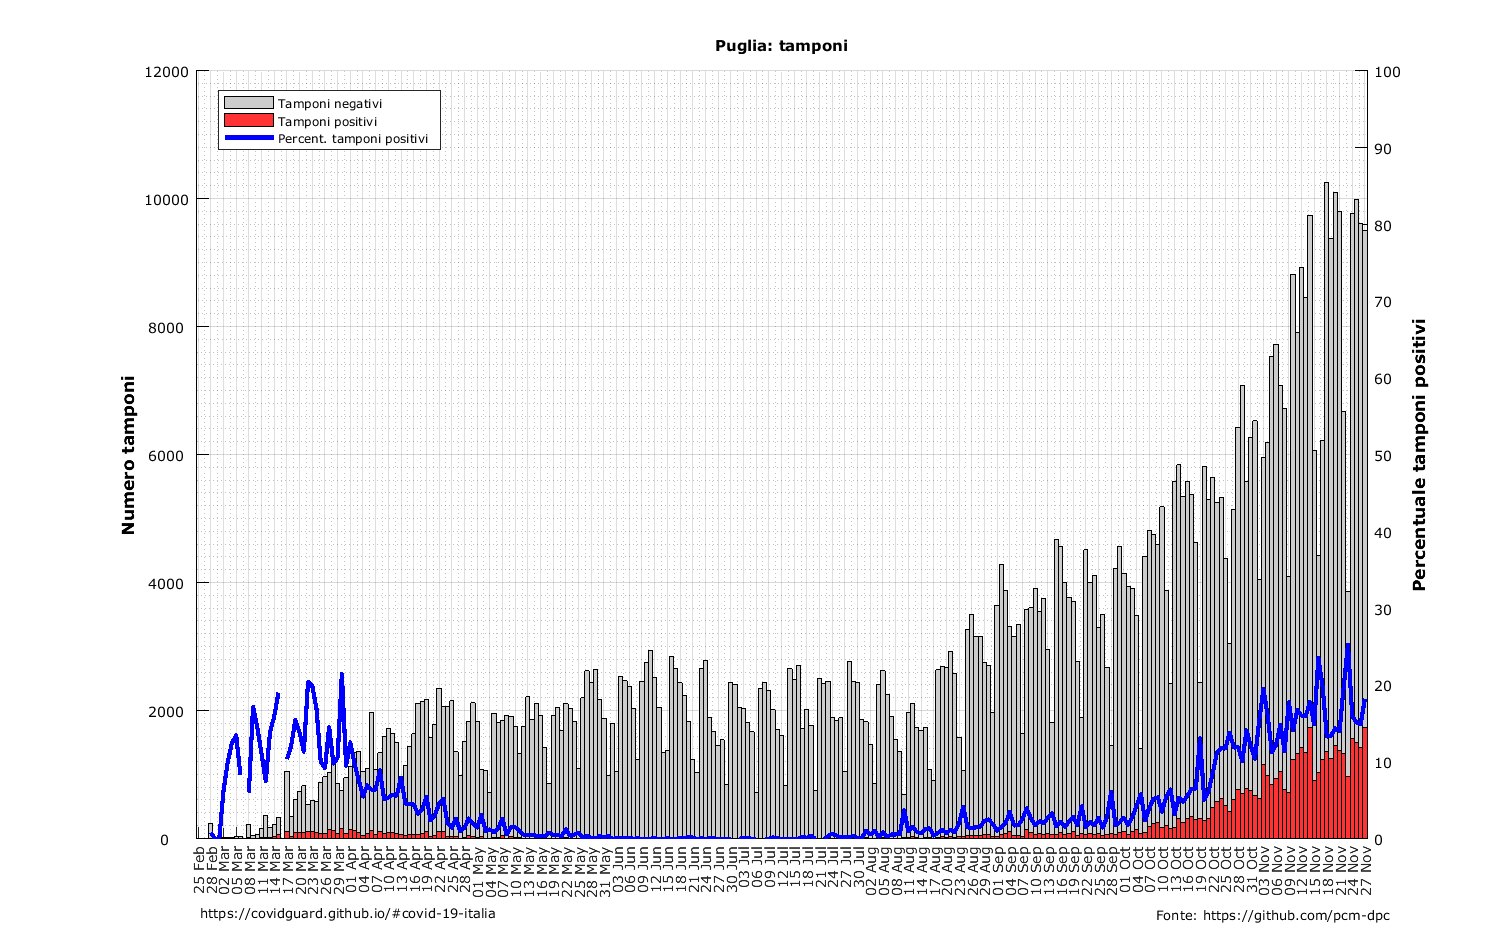 Puglia: tamponi
Tamponi negativi
Tamponi positivi
Percent. tamponi positivi
Numero tamponi
12000
10000
8000
6000
4000
2000
0
Percentuale tamponi positivi
100
90
80
70
60
50
40
30
20
10
0
25 Feb
28 Feb
02 Mar
05 Mar
08 Mar
11 Mar
14 Mar
17 Mar
20 Mar
23 Mar
26 Mar
29 Mar
01 Apr
04 Apr
07 Apr
10 Apr
13 Apr
16 Apr
19 Apr
22 Apr
25 Apr
28 Apr
01 May
04 May
07 May
10 May
13 May
16 May
19 May
22 May
25 May
28 May
31 May
03 Jun
06 Jun
09 Jun
12 Jun
15 Jun
18 Jun
21 Jun
24 Jun
27 Jun
30 Jun
03 Jul
06 Jul
09 Jul
12 Jul
15 Jul
18 Jul
21 Jul
24 Jul
27 Jul
30 Jul
02 Aug
05 Aug
08 Aug
11 Aug
14 Aug
17 Aug
20 Aug
23 Aug
26 Aug
29 Aug
01 Sep
04 Sep
07 Sep
10 Sep
13 Sep
16 Sep
19 Sep
22 Sep
25 Sep
28 Sep
01 Oct
04 Oct
07 Oct
10 Oct
13 Oct
16 Oct
19 Oct
22 Oct
25 Oct
28 Oct
31 Oct
03 Nov
06 Nov
09 Nov
12 Nov
15 Nov
18 Nov
21 Nov
24 Nov
27 Nov
https://covidguard.github.io/#covid-19-italia
Fonte: https://github.com/pcm-dpc